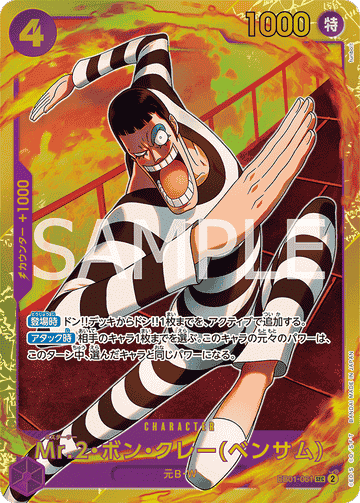 4
1000
特
カウンター +1000
SAMPLE
登場時 ドン!!デッキからドン!!1枚までを、アクティブで追加する。
アタック時 相手のキャラ1枚までを選ぶ。このキャラの元々のパワーは、
このターン中、選んだキャラと同じパワーになる。
CHARACTER
Mr.2・ボン・クレー(ベンサム)
元B・W
EB01-061 SR 2